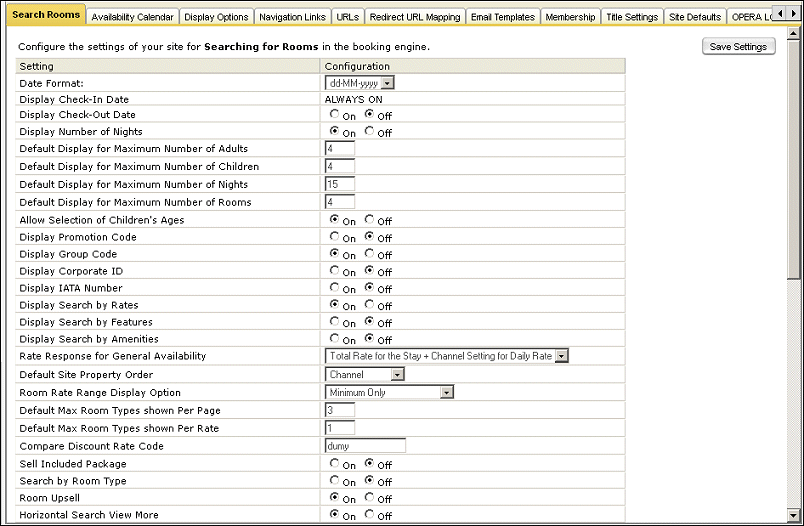 Search Rooms Availability Calendar Display Options Navigation Links URLs Redirect URL Mapping Email Templates Membership Title Settings Site Defaults OPERA
Configure the settings of your site for Searching for Rooms in the booking engine. Save Settings
Setting Configuration
Date Format: dd-MM-yyyy
Display Check-In Date ALWAYS ON
Display Check-Out Date On Off
Display Number of Nights On Off
Default Display for Maximum Number of Adults 4
Default Display for Maximum Number of Children 4
Default Display for Maximum Number of Nights 15
Default Display for Maximum Number of Rooms 4
Allow Selection of Children's Ages On Off
Display Promotion Code On Off
Display Group Code On Off
Display Corporate ID On Off
Display IATA Number On Off
Display Search by Rates On Off
Display Search by Features On Off
Display Search by Amenities On Off
Rate Response for General Availability Total Rate for the Stay + Channel Setting for Daily Rate
Default Site Property Order Channel
Room Rate Range Display Option Minimum Only
Default Max Room Types shown Per Page 3
Default Max Room Types shown Per Rate 1
Compare Discount Rate Code dumy
Sell Included Package On Off
Search by Room Type On Off
Room Upsell On Off
Horizontal Search View More On Off